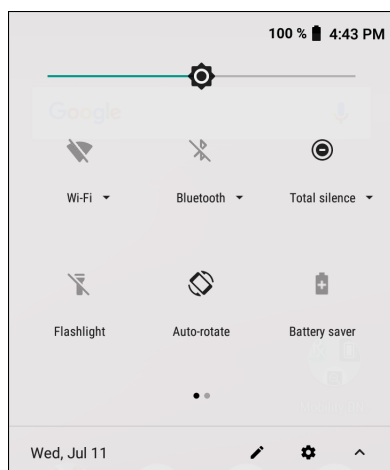 100 % 4:43 PM
Google
Wi-Fi Bluetooth Total silence
Flashlight Auto-rotate Battery saver
Wed, Jul 11